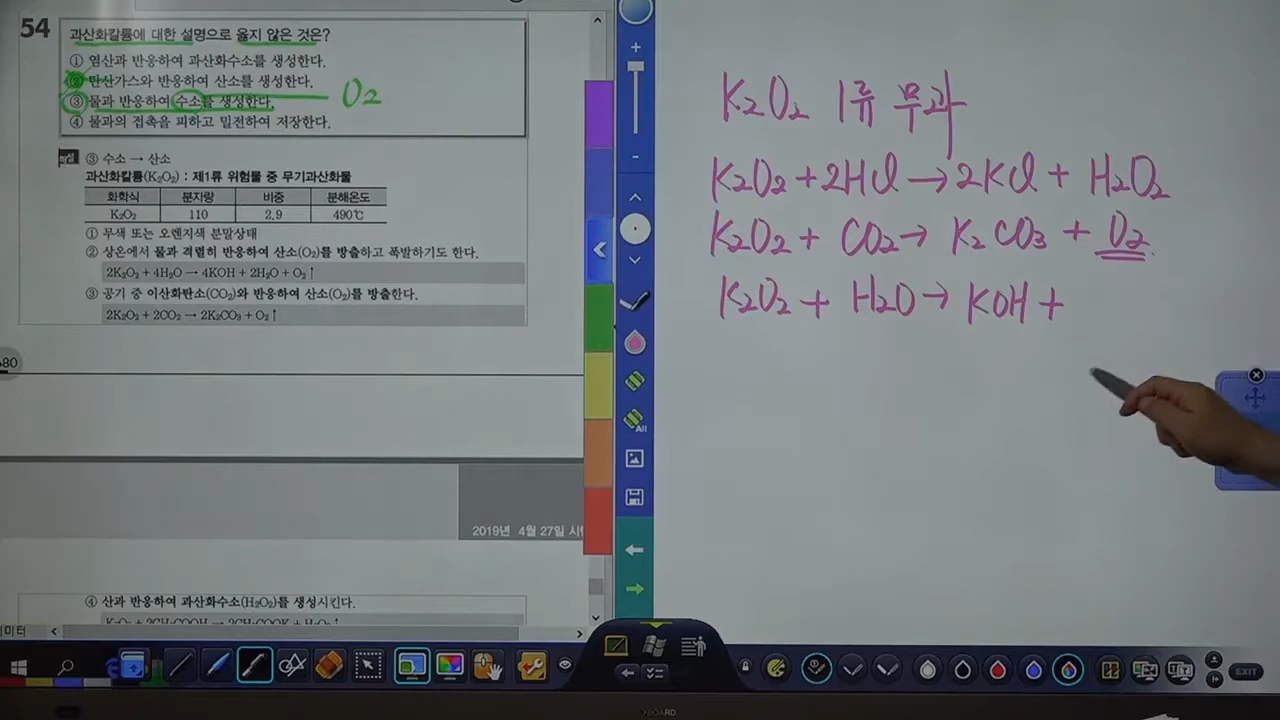 54
과산화칼륨에 대한 설명으로 옳지 않은 것은?
① 염산과 반응하여 과산화수소를 생성한다.
② 탄산가스와 반응하여 산소를 생성한다.
③ 물과 반응하여 수소를 생성한다.
O₂
④ 물과의 접촉을 피하고 밀전하여 저장한다.
③ 수소 → 산소
과산화칼륨(K₂O₂) : 제1류 위험물 중 무기과산화물
화학식 분자량 비중 분해온도
K₂O₂ 110 2.9 490℃
① 무색 또는 오렌지색 분말상태
② 상온에서 물과 격렬히 반응하여 산소(O₂)를 방출하고 폭발하기도 한다.
2K₂O₂ + 4H₂O → 4KOH + 2H₂O + O₂↑
③ 공기 중 이산화탄소(CO₂)와 반응하여 산소(O₂)를 방출한다.
2K₂O₂ + 2CO₂ → 2K₂CO₃ + O₂↑
80
2019년 4월 27일 시
④ 산과 반응하여 과산화수소(H₂O₂)를 생성시킨다.
K₂O₂ + 2CH₃COOH → 2CH₃COOK + H₂O₂↑
미터
K₂O₂ 1류 무과
K₂O₂ + 2HCl → 2KCl + H₂O₂
K₂O₂ + CO₂ → K₂CO₃ + O₂
K₂O₂ + H₂O → KOH +
All
EXIT